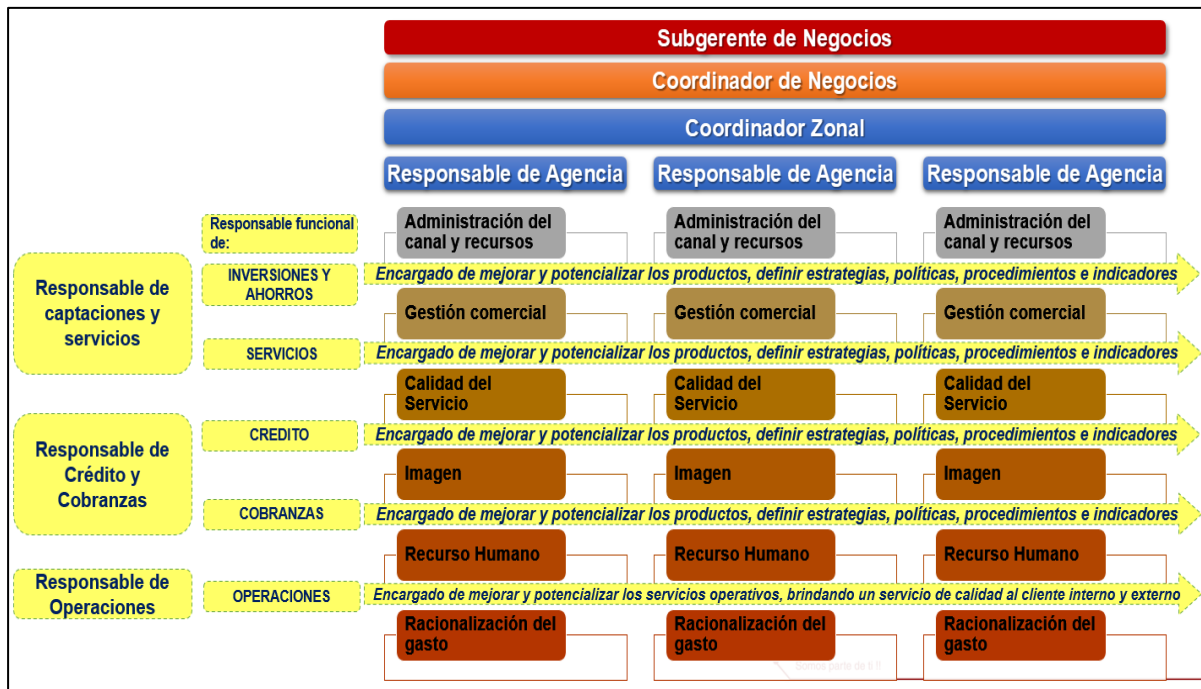 Subgerente de Negocios
Coordinador de Negocios
Coordinador Zonal
Responsable de Agencia
Responsable de Agencia
Responsable de Agencia
Responsable funcional
de:
Administración del
canal y recursos
Administración del
canal y recursos
Administración del
canal y recursos
Responsable de
captaciones y
servicios
INVERSIONES Y
AHORROS
Encargado de mejorar y potencializar los productos, definir estrategias, políticas, procedimientos e indicadores
Gestión comercial
Gestión comercial
Gestión comercial
SERVICIOS
Encargado de mejorar y potencializar los productos, definir estrategias, políticas, procedimientos e indicadores
Calidad del
Servicio
Calidad del
Servicio
Calidad del
Servicio
Responsable de
Crédito y
Cobranzas
CREDITO
Encargado de mejorar y potencializar los productos, definir estrategias, políticas, procedimientos e indicadores
Imagen
Imagen
Imagen
COBRANZAS
Encargado de mejorar y potencializar los productos, definir estrategias, políticas, procedimientos e indicadores
Recurso Humano
Recurso Humano
Recurso Humano
Responsable de
Operaciones
OPERACIONES
Encargado de mejorar y potencializar los servicios operativos, brindando un servicio de calidad al cliente interno y externo
Racionalización del
gasto
Racionalización del
gasto
Racionalización del
gasto
Somos parte de ti